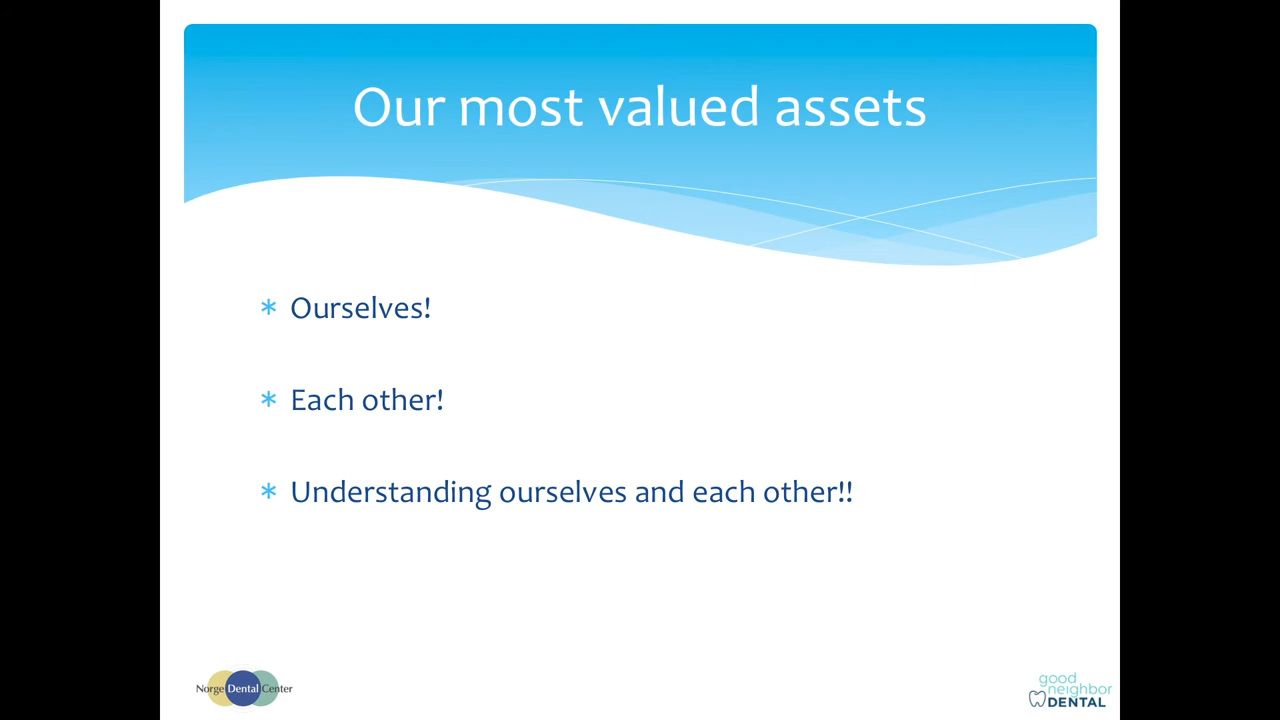 Our most valued assets
* Ourselves!
* Each other!
* Understanding ourselves and each other!!
Norge Dental Center
good
neighbor
DENTAL